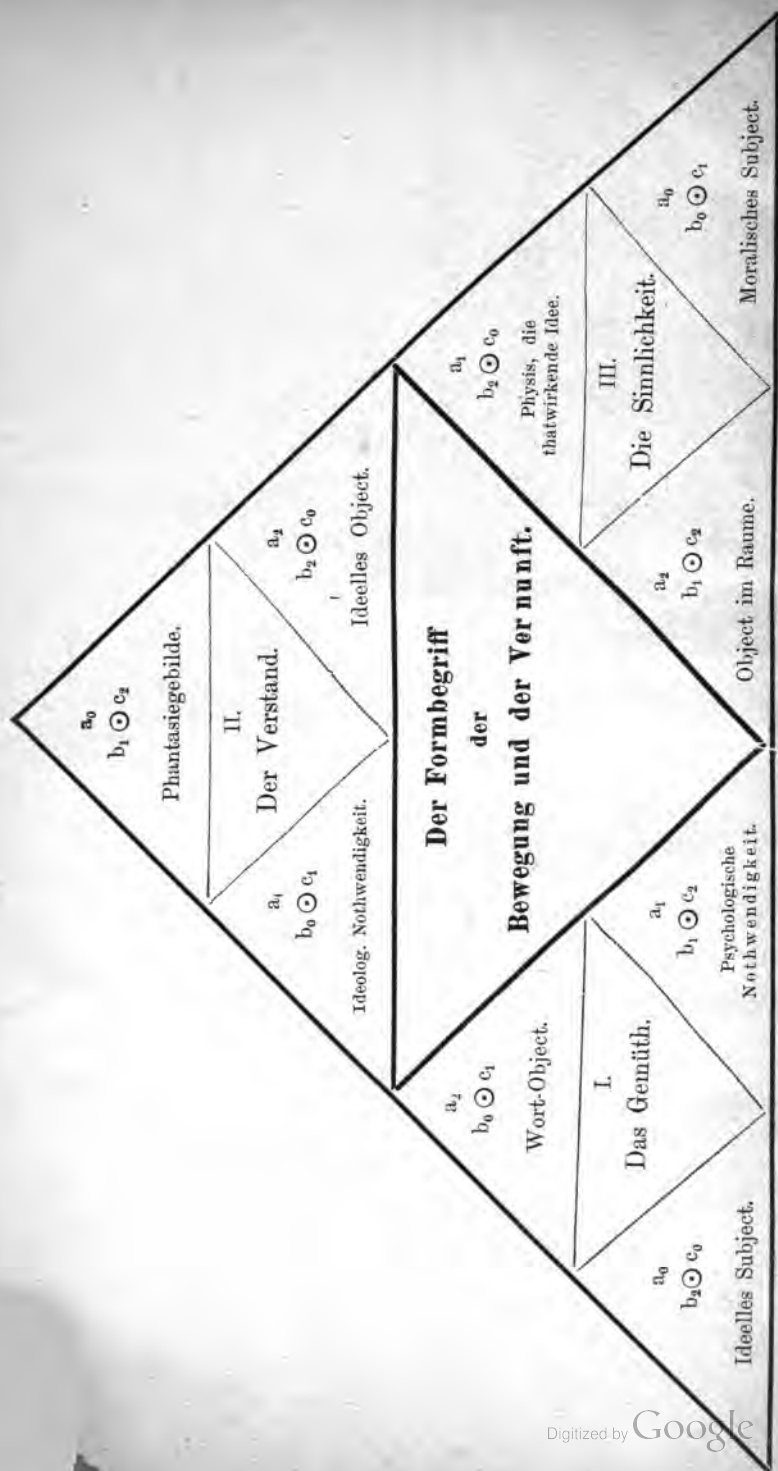 a₀
b₁ ⊙ c₂
Phantasiegebilde.
II.
Der Verstand.
a₁
b₀ ⊙ c₁
Ideolog. Nothwendigkeit.
a₂
b₂ ⊙ c₀
Ideelles Object.
Der Formbegriff
der
Bewegung und der Vernunft.
a₂
b₀ ⊙ c₁
Wort-Object.
I.
Das Gemüth.
a₀
b₂ ⊙ c₀
Ideelles Subject.
a₁
b₁ ⊙ c₂
Psychologische
Nothwendigkeit.
a₁
b₂ ⊙ c₀
Physis, die
thatwirkende Idee.
III.
Die Sinnlichkeit.
a₂
b₁ ⊙ c₂
Object im Raume.
a₀
b₀ ⊙ c₁
Moralisches Subject.
Digitized by Google